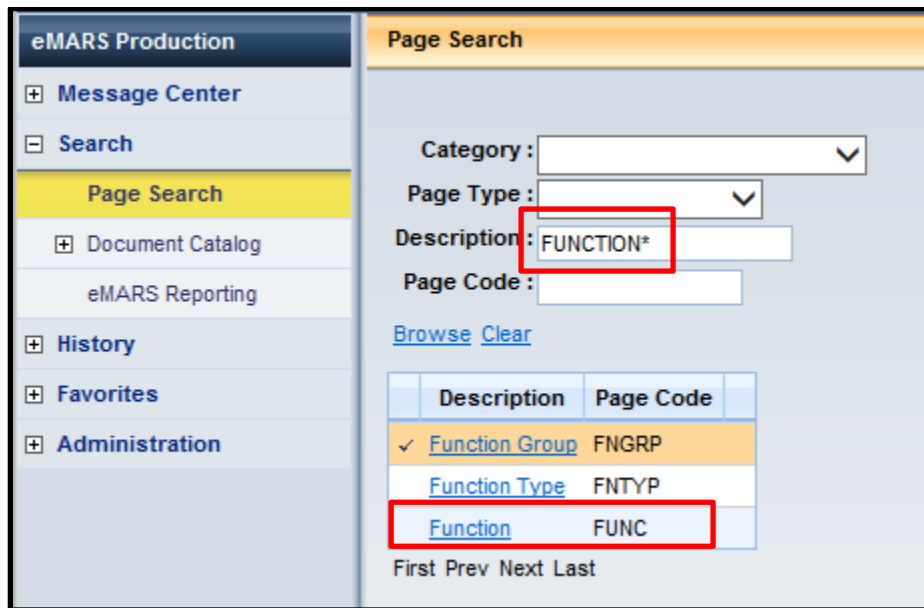 eMARS Production
Message Center
Search
Page Search
Document Catalog
eMARS Reporting
History
Favorites
Administration
Page Search
Category :
Page Type :
Description : FUNCTION*
Page Code :
Browse Clear
Description Page Code
Function Group FNGRP
Function Type FNTYP
Function FUNC
First Prev Next Last